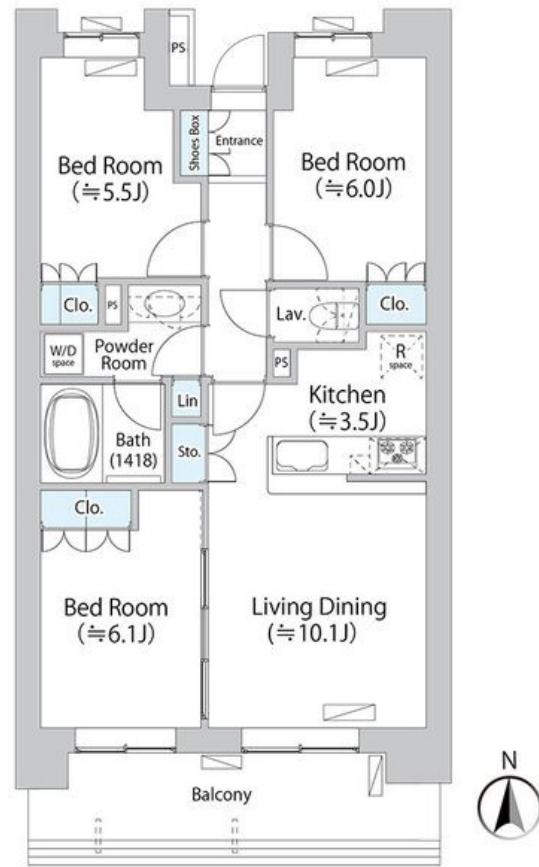 PS
Shoes Box
Entrance
Bed Room
(≒5.5J)
Bed Room
(≒6.0J)
Clo.
PS
Lav.
Clo.
W/D
space
Powder
Room
PS
R
space
Kitchen
(≒3.5J)
Lin
Bath
(1418)
Sto.
Clo.
Bed Room
(≒6.1J)
Living Dining
(≒10.1J)
Balcony
N